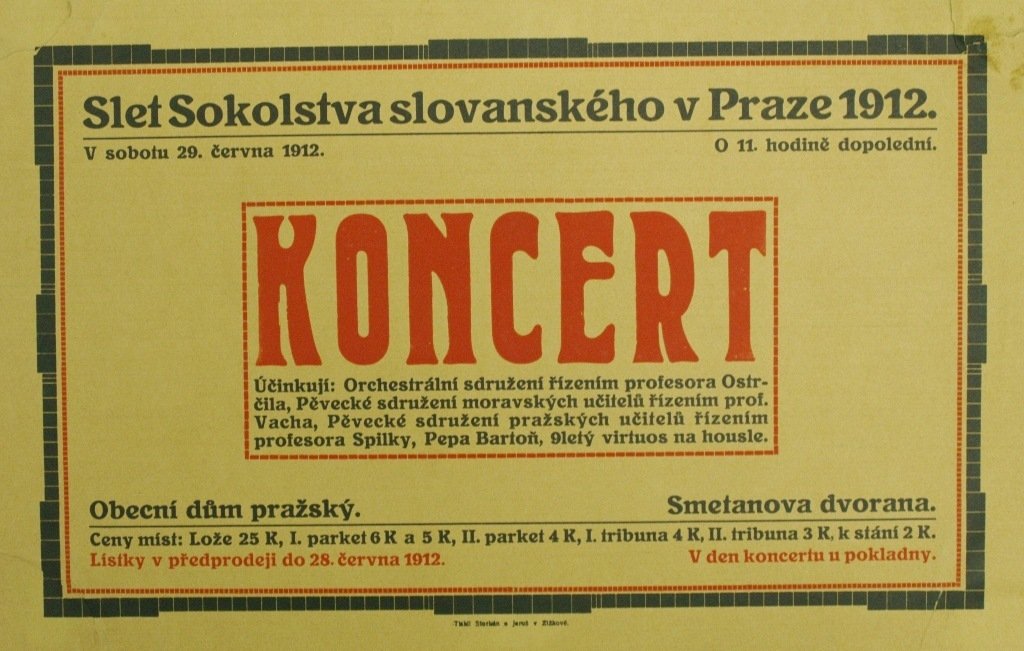 Slet Sokolstva slovanského v Praze 1912.
V sobotu 29. června 1912.
O 11. hodině dopolední.
KONCERT
Účinkují: Orchestrální sdružení řízením profesora Ostr-
čila, Pěvecké sdružení moravských učitelů řízením prof.
Vacha, Pěvecké sdružení pražských učitelů řízením
profesora Spilky, Pepa Bartoň, 9letý virtuos na housle.
Obecní dům pražský.
Smetanova dvorana.
Ceny míst: Lože 25 K, I. parket 6 K a 5 K, II. parket 4 K, I. tribuna 4 K, II. tribuna 3 K, k stání 2 K.
Lístky v předprodeji do 28. června 1912.
V den koncertu u pokladny.
v Žižkově.